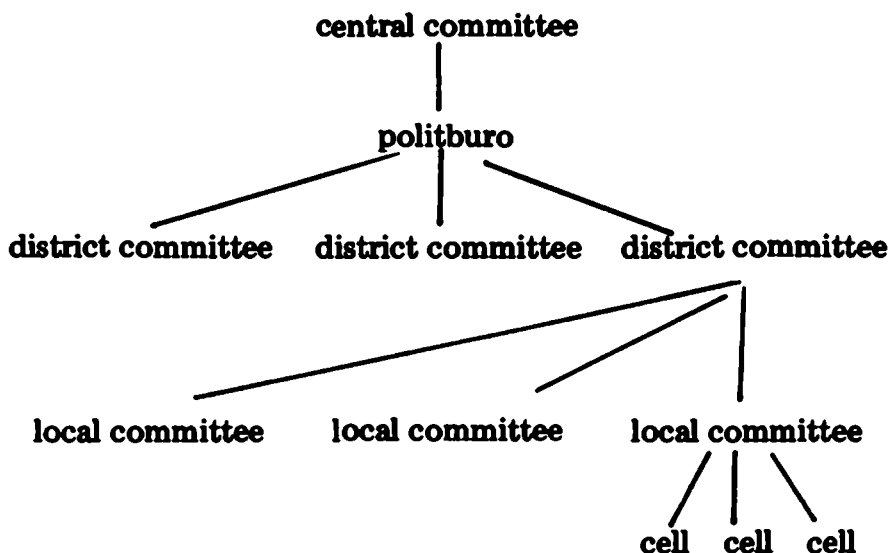 central committee
politburo
district committee district committee district committee
local committee local committee local committee
cell cell cell